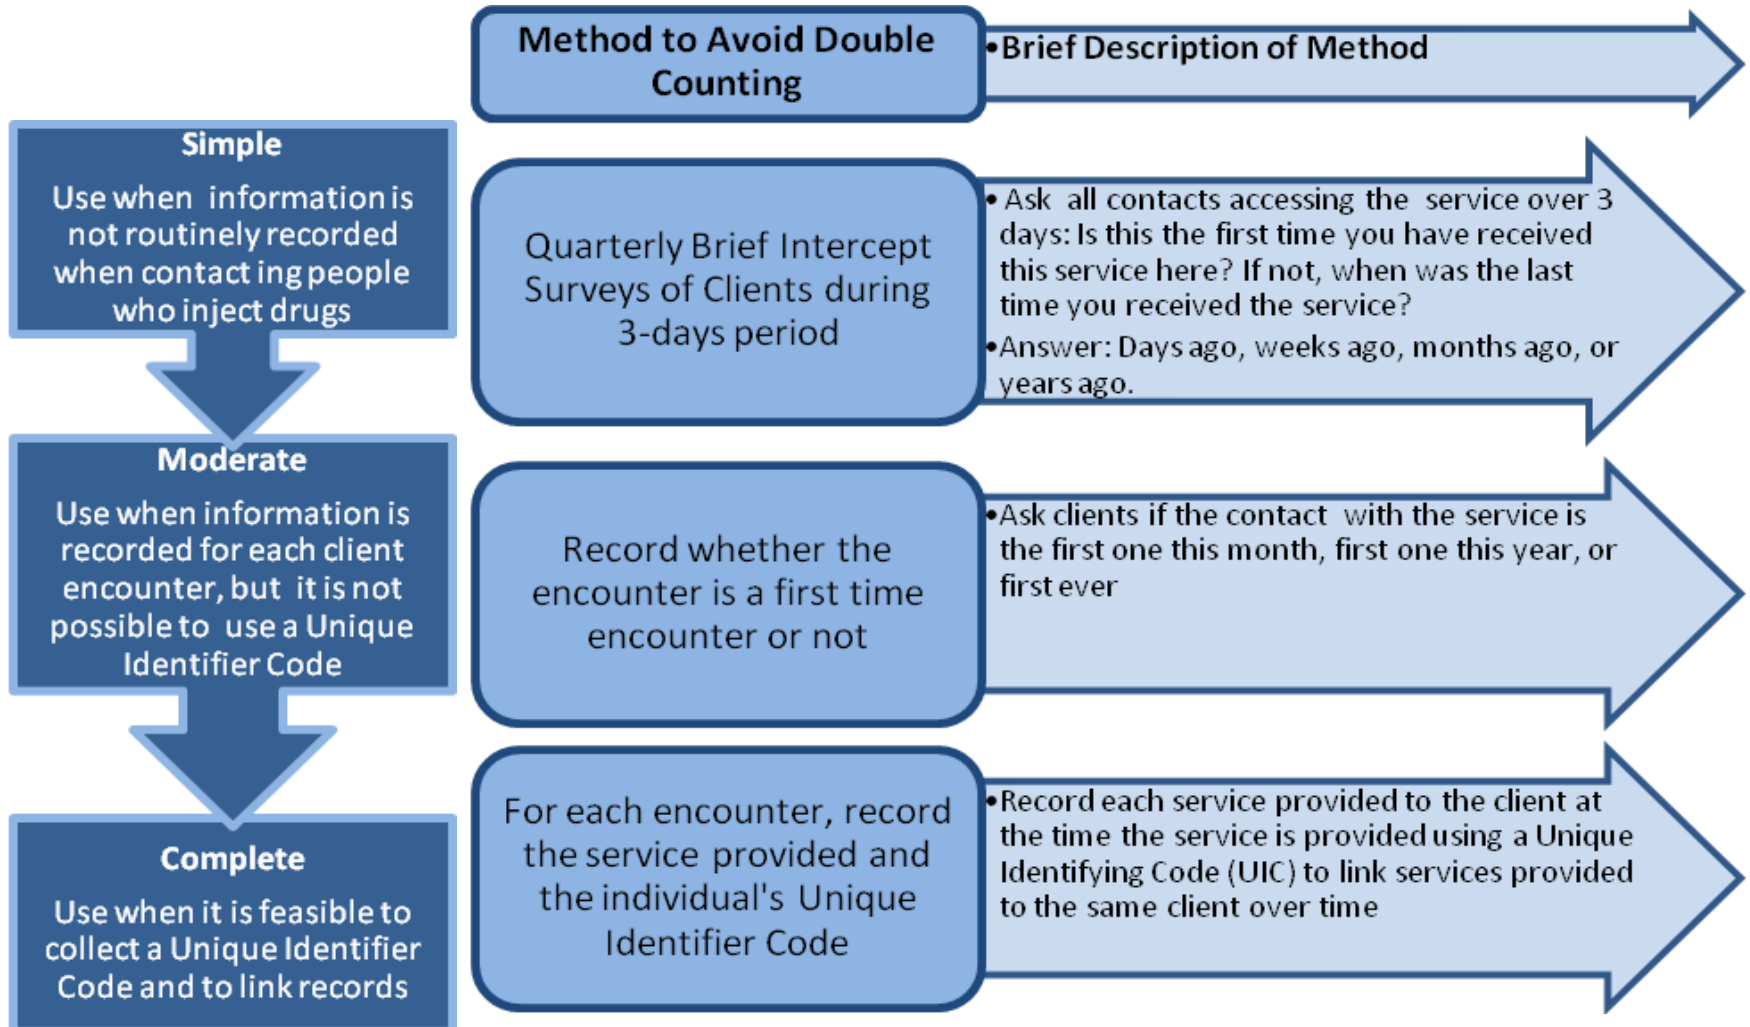 Method to Avoid Double
Counting
•Brief Description of Method
Simple
Use when information is
not routinely recorded
when contact ing people
who inject drugs
Quarterly Brief Intercept
Surveys of Clients during
3-days period
• Ask all contacts accessing the service over 3
days: Is this the first time you have received
this service here? If not, when was the last
time you received the service?
•Answer: Days ago, weeks ago, months ago, or
years ago.
Moderate
Use when information is
recorded for each client
encounter, but it is not
possible to use a Unique
Identifier Code
Record whether the
encounter is a first time
encounter or not
•Ask clients if the contact with the service is
the first one this month, first one this year, or
first ever
Complete
Use when it is feasible to
collect a Unique Identifier
Code and to link records
For each encounter, record
the service provided and
the individual's Unique
Identifier Code
•Record each service provided to the client at
the time the service is provided using a Unique
Identifying Code (UIC) to link services provided
to the same client over time